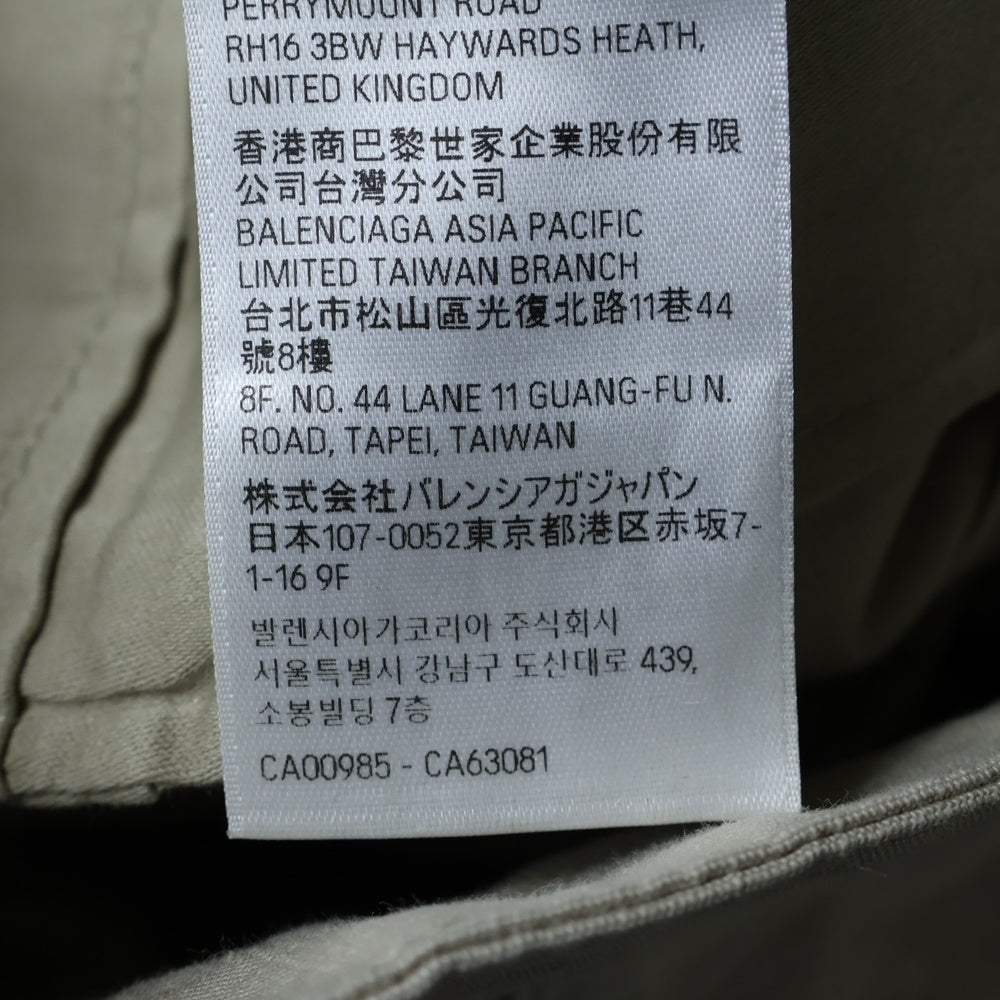 PERRYMOUNT ROAD
RH16 3BW HAYWARDS HEATH,
UNITED KINGDOM
香港商巴黎世家企業股份有限
公司台灣分公司
BALENCIAGA ASIA PACIFIC
LIMITED TAIWAN BRANCH
台北市松山區光復北路11巷44
號8樓
8F. NO. 44 LANE 11 GUANG-FU N.
ROAD, TAPEI, TAIWAN
株式会社バレンシアガジャパン
日本107-0052東京都港区赤坂7-
1-16 9F
발렌시아가코리아 주식회사
서울특별시 강남구 도산대로 439,
소봉빌딩 7층
CA00985 - CA63081